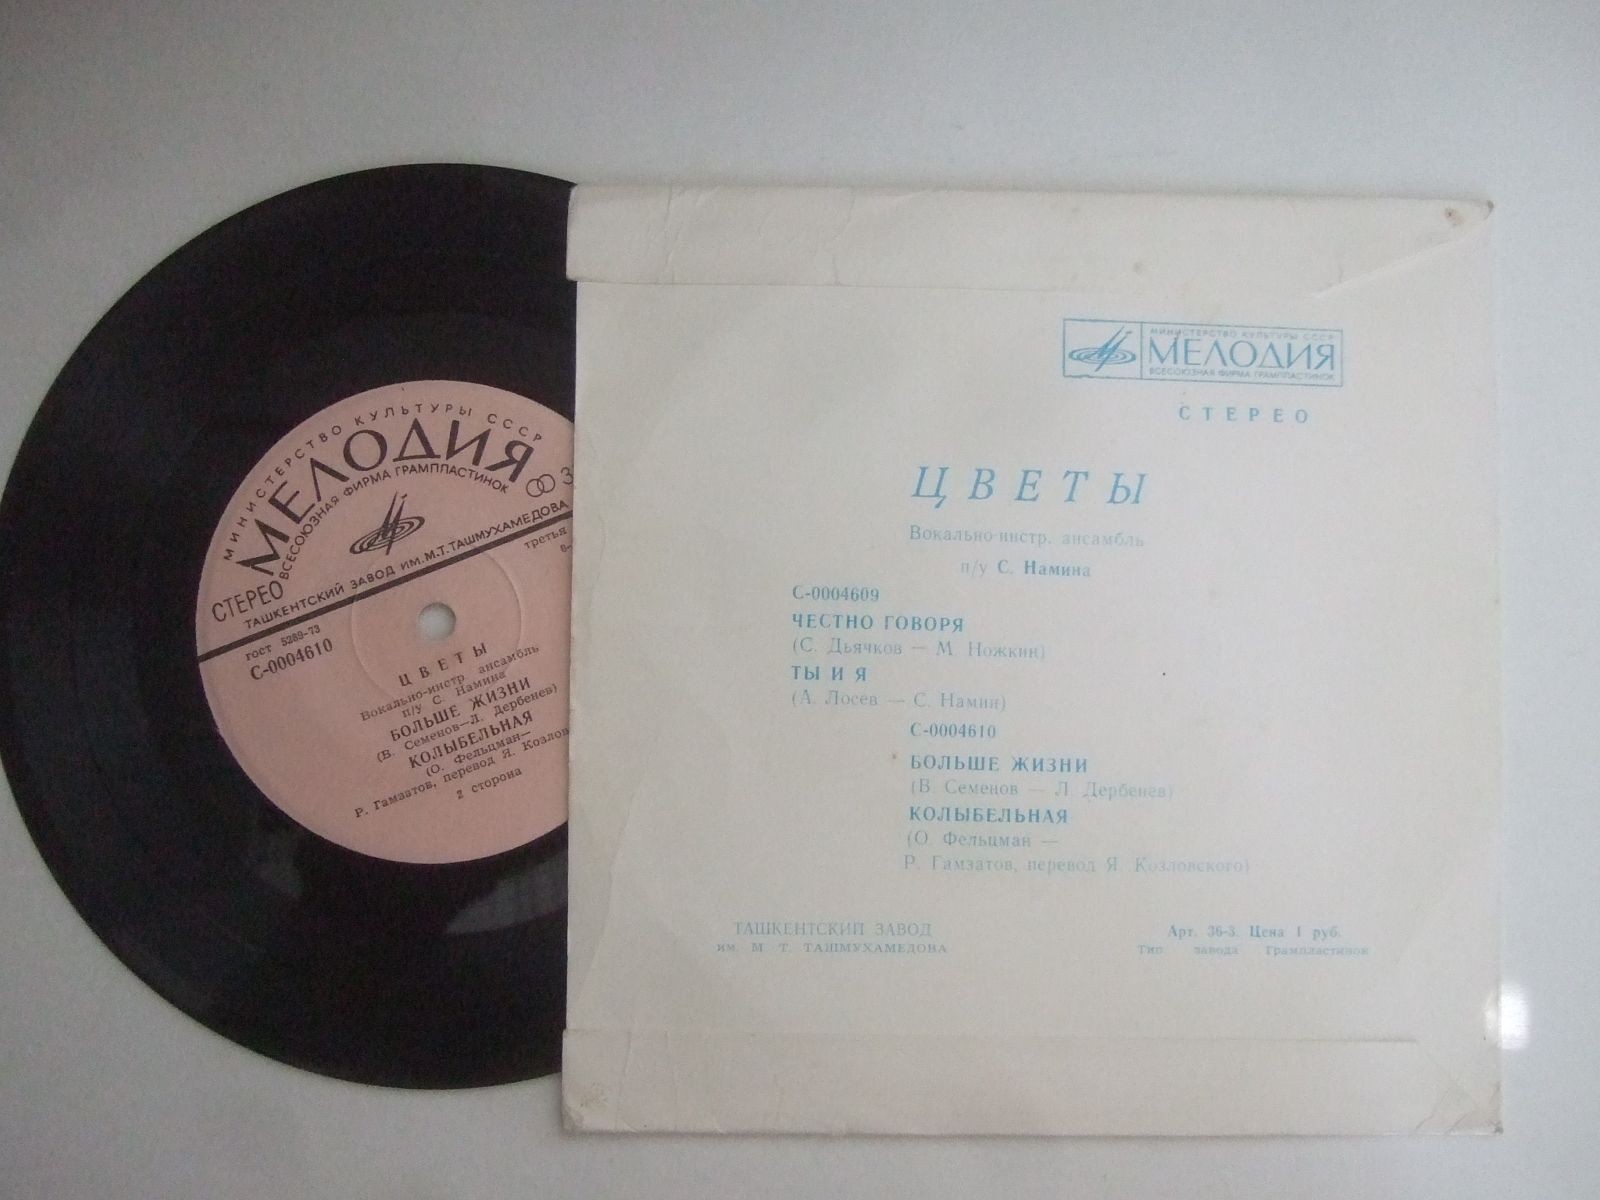 МИНИСТЕРСТВО КУЛЬТУРЫ СССР
МЕЛОДИЯ
ВСЕСОЮЗНАЯ ФИРМА ГРАМПЛАСТИНОК
СТЕРЕО
33
ТАШКЕНТСКИЙ ЗАВОД ИМ. М.Т. ТАШМУХАМЕДОВА
ГОСТ 5289-73
третья
С-0004610
ЦВЕТЫ
Вокально-инстр. ансамбль
п/у С. Намина
БОЛЬШЕ ЖИЗНИ
(В. Семенов—Л. Дербенев)
КОЛЫБЕЛЬНАЯ
(О. Фельцман—
Р. Гамзатов, перевод Я. Козлов
2 сторона
МИНИСТЕРСТВО КУЛЬТУРЫ СССР
МЕЛОДИЯ
ВСЕСОЮЗНАЯ ФИРМА ГРАМПЛАСТИНОК
СТЕРЕО
ЦВЕТЫ
Вокально-инстр. ансамбль
п/у С. Намина
С-0004609
ЧЕСТНО ГОВОРЯ
(С. Дьячков — М. Ножкин)
ТЫ И Я
(А. Лосев — С. Намин)
С-0004610
БОЛЬШЕ ЖИЗНИ
(В. Семенов — Л. Дербенев)
КОЛЫБЕЛЬНАЯ
(О. Фельцман —
Р. Гамзатов, перевод Я. Козловского)
ТАШКЕНТСКИЙ ЗАВОД
им. М. Т. ТАШМУХАМЕДОВА
Арт. 36-3. Цена 1 руб.
Тип. завода Грампластинок